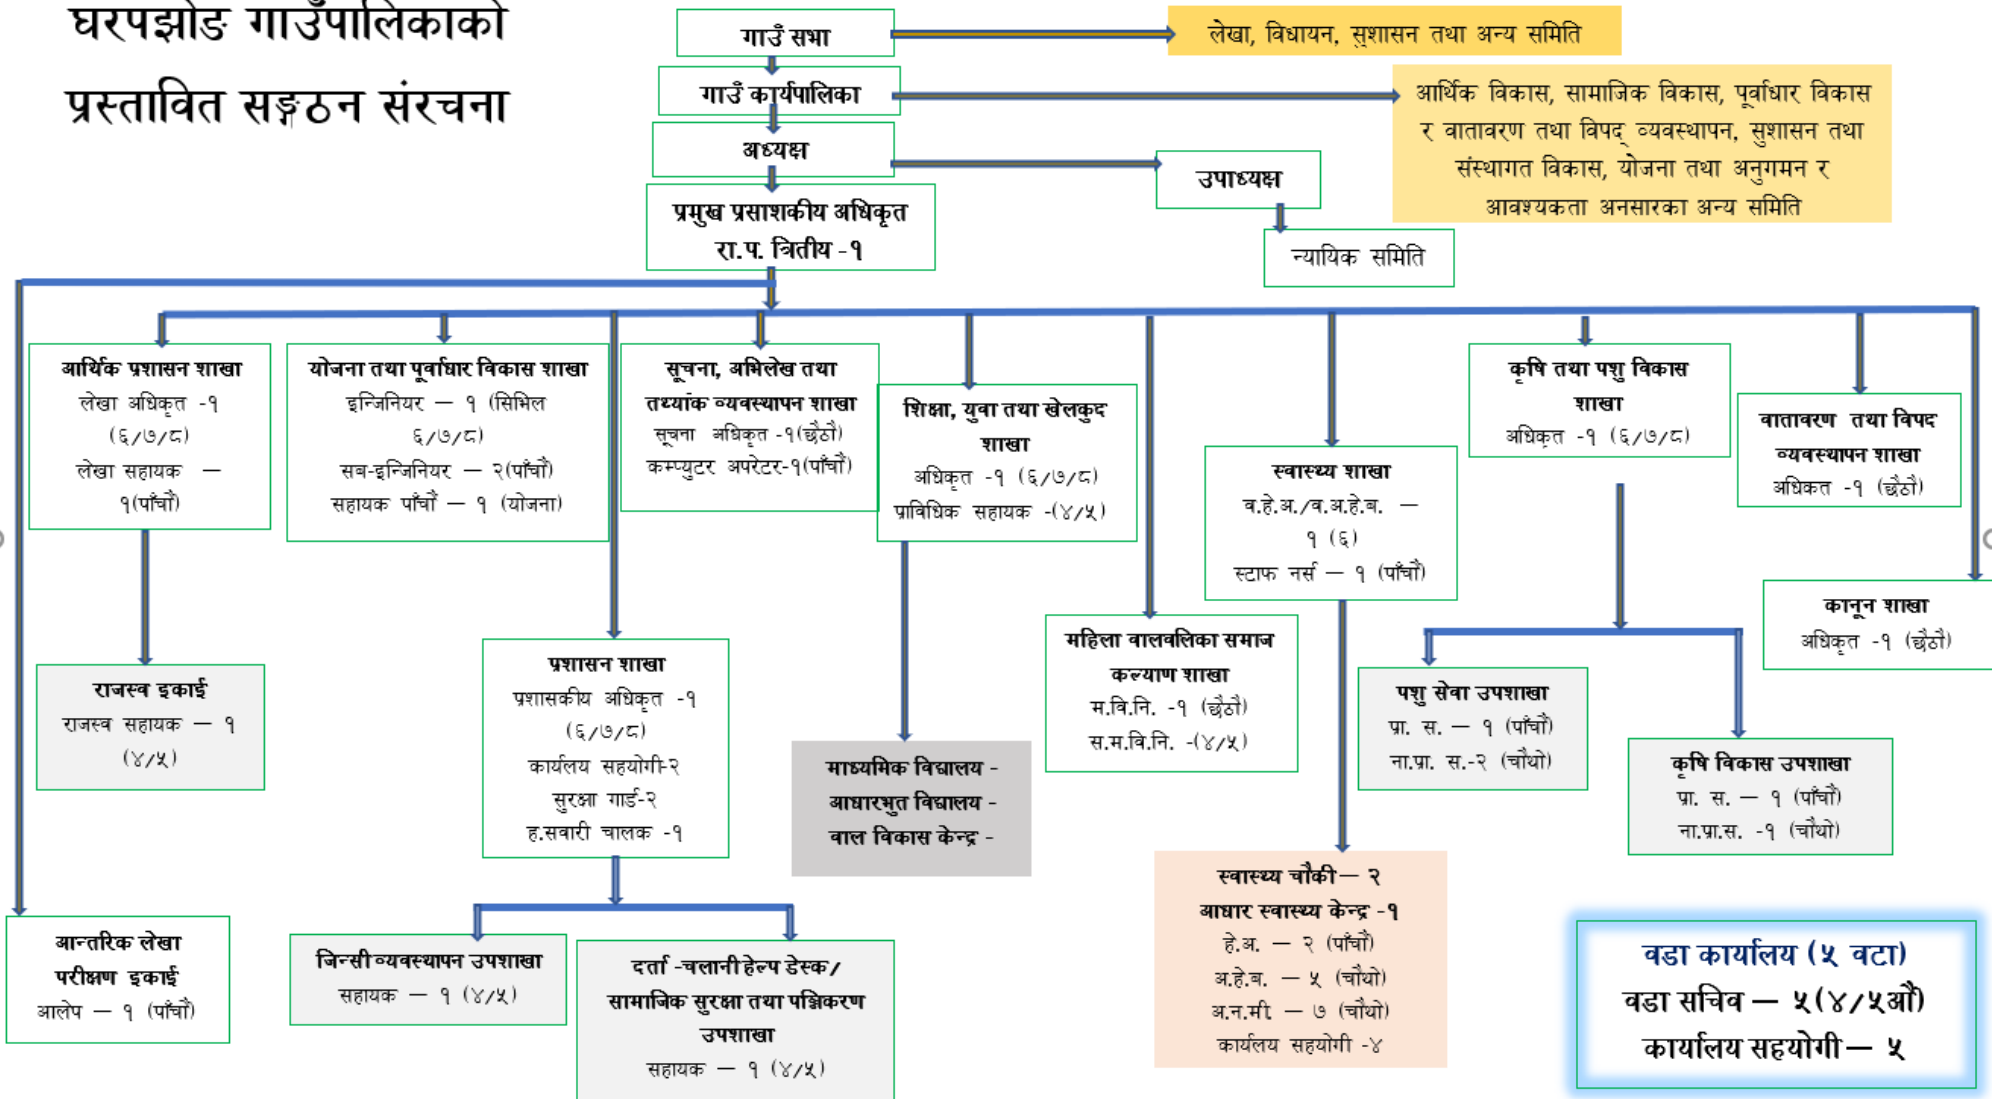 घरपझोङ गाउँपालिकाको
प्रस्तावित सङ्गठन संरचना
गाउँ सभा
लेखा, विधायन, सुशासन तथा अन्य समिति
गाउँ कार्यपालिका
आर्थिक विकास, सामाजिक विकास, पूर्वाधार विकास
र वातावरण तथा विपद् व्यवस्थापन, सुशासन तथा
संस्थागत विकास, योजना तथा अनुगमन र
आवश्यकता अनसारका अन्य समिति
अध्यक्ष
उपाध्यक्ष
न्यायिक समिति
प्रमुख प्रसाशकीय अधिकृत
रा.प. त्रितीय -१
आर्थिक प्रशासन शाखा
लेखा अधिकृत -१
(६/७/८)
लेखा सहायक —
१(पाँचौं)
योजना तथा पूर्वाधार विकास शाखा
इन्जिनियर — १ (सिभिल
६/७/८)
सब-इन्जिनियर — २(पाँचौं)
सहायक पाँचौं — १ (योजना)
सूचना, अभिलेख तथा
तथ्यांक व्यवस्थापन शाखा
सूचना अधिकृत -१(छैठौं)
कम्प्युटर अपरेटर-१(पाँचौं)
शिक्षा, युवा तथा खेलकुद
शाखा
अधिकृत -१ (६/७/८)
प्राविधिक सहायक -(४/५)
स्वास्थ्य शाखा
व.हे.अ./व.अ.हे.ब. —
१ (६)
स्टाफ नर्स — १ (पाँचौं)
कृषि तथा पशु विकास
शाखा
अधिकृत -१ (६/७/८)
वातावरण तथा विपद
व्यवस्थापन शाखा
अधिकत -१ (छैठौं)
कानून शाखा
अधिकृत -१ (छैठौं)
राजस्व इकाई
राजस्व सहायक — १
(४/५)
प्रशासन शाखा
प्रशासकीय अधिकृत -१
(६/७/८)
कार्यलय सहयोगी-२
सुरक्षा गार्ड-२
ह.सवारी चालक -१
माध्यमिक विद्यालय -
आधारभुत विद्यालय -
वाल विकास केन्द्र -
महिला वालवलिका समाज
कल्याण शाखा
म.वि.नि. -१ (छैठौं)
स.म.वि.नि. -(४/५)
पशु सेवा उपशाखा
प्रा. स. — १ (पाँचौं)
ना.प्रा. स.-२ (चौथो)
कृषि विकास उपशाखा
प्रा. स. — १ (पाँचौं)
ना.प्रा.स. -१ (चौथो)
स्वास्थ्य चौकी — २
आधार स्वास्थ्य केन्द्र -१
हे.अ. — २ (पाँचौं)
अ.हे.ब. — ५ (चौथो)
अ.न.मी. — ७ (चौथो)
कार्यलय सहयोगी -४
आन्तरिक लेखा
परीक्षण इकाई
आलेप — १ (पाँचौं)
जिन्सी व्यवस्थापन उपशाखा
सहायक — १ (४/५)
दर्ता -चलानी हेल्प डेस्क/
सामाजिक सुरक्षा तथा पञ्जिकरण
उपशाखा
सहायक — १ (४/५)
वडा कार्यालय (५ वटा)
वडा सचिव — ५(४/५औं)
कार्यालय सहयोगी — ५